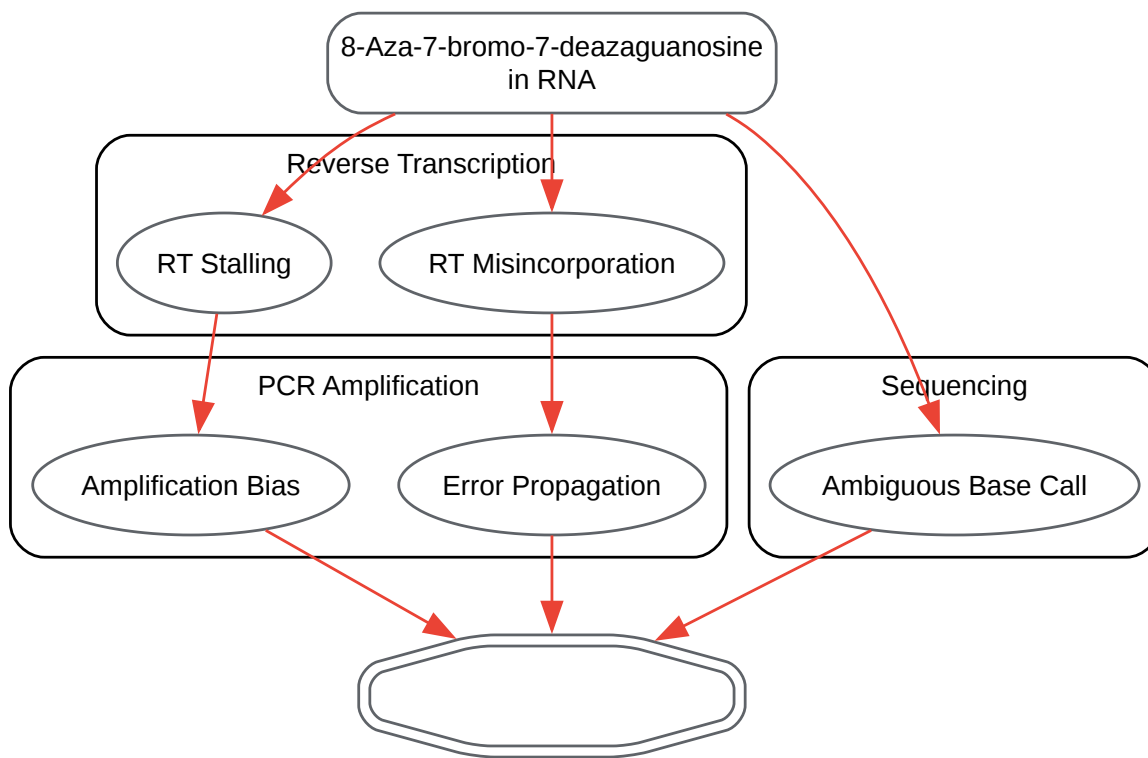 8-Aza-7-bromo-7-deazaguanosine
in RNA
Reverse Transcription
RT Stalling
RT Misincorporation
PCR Amplification
Sequencing
Amplification Bias
Error Propagation
Ambiguous Base Call